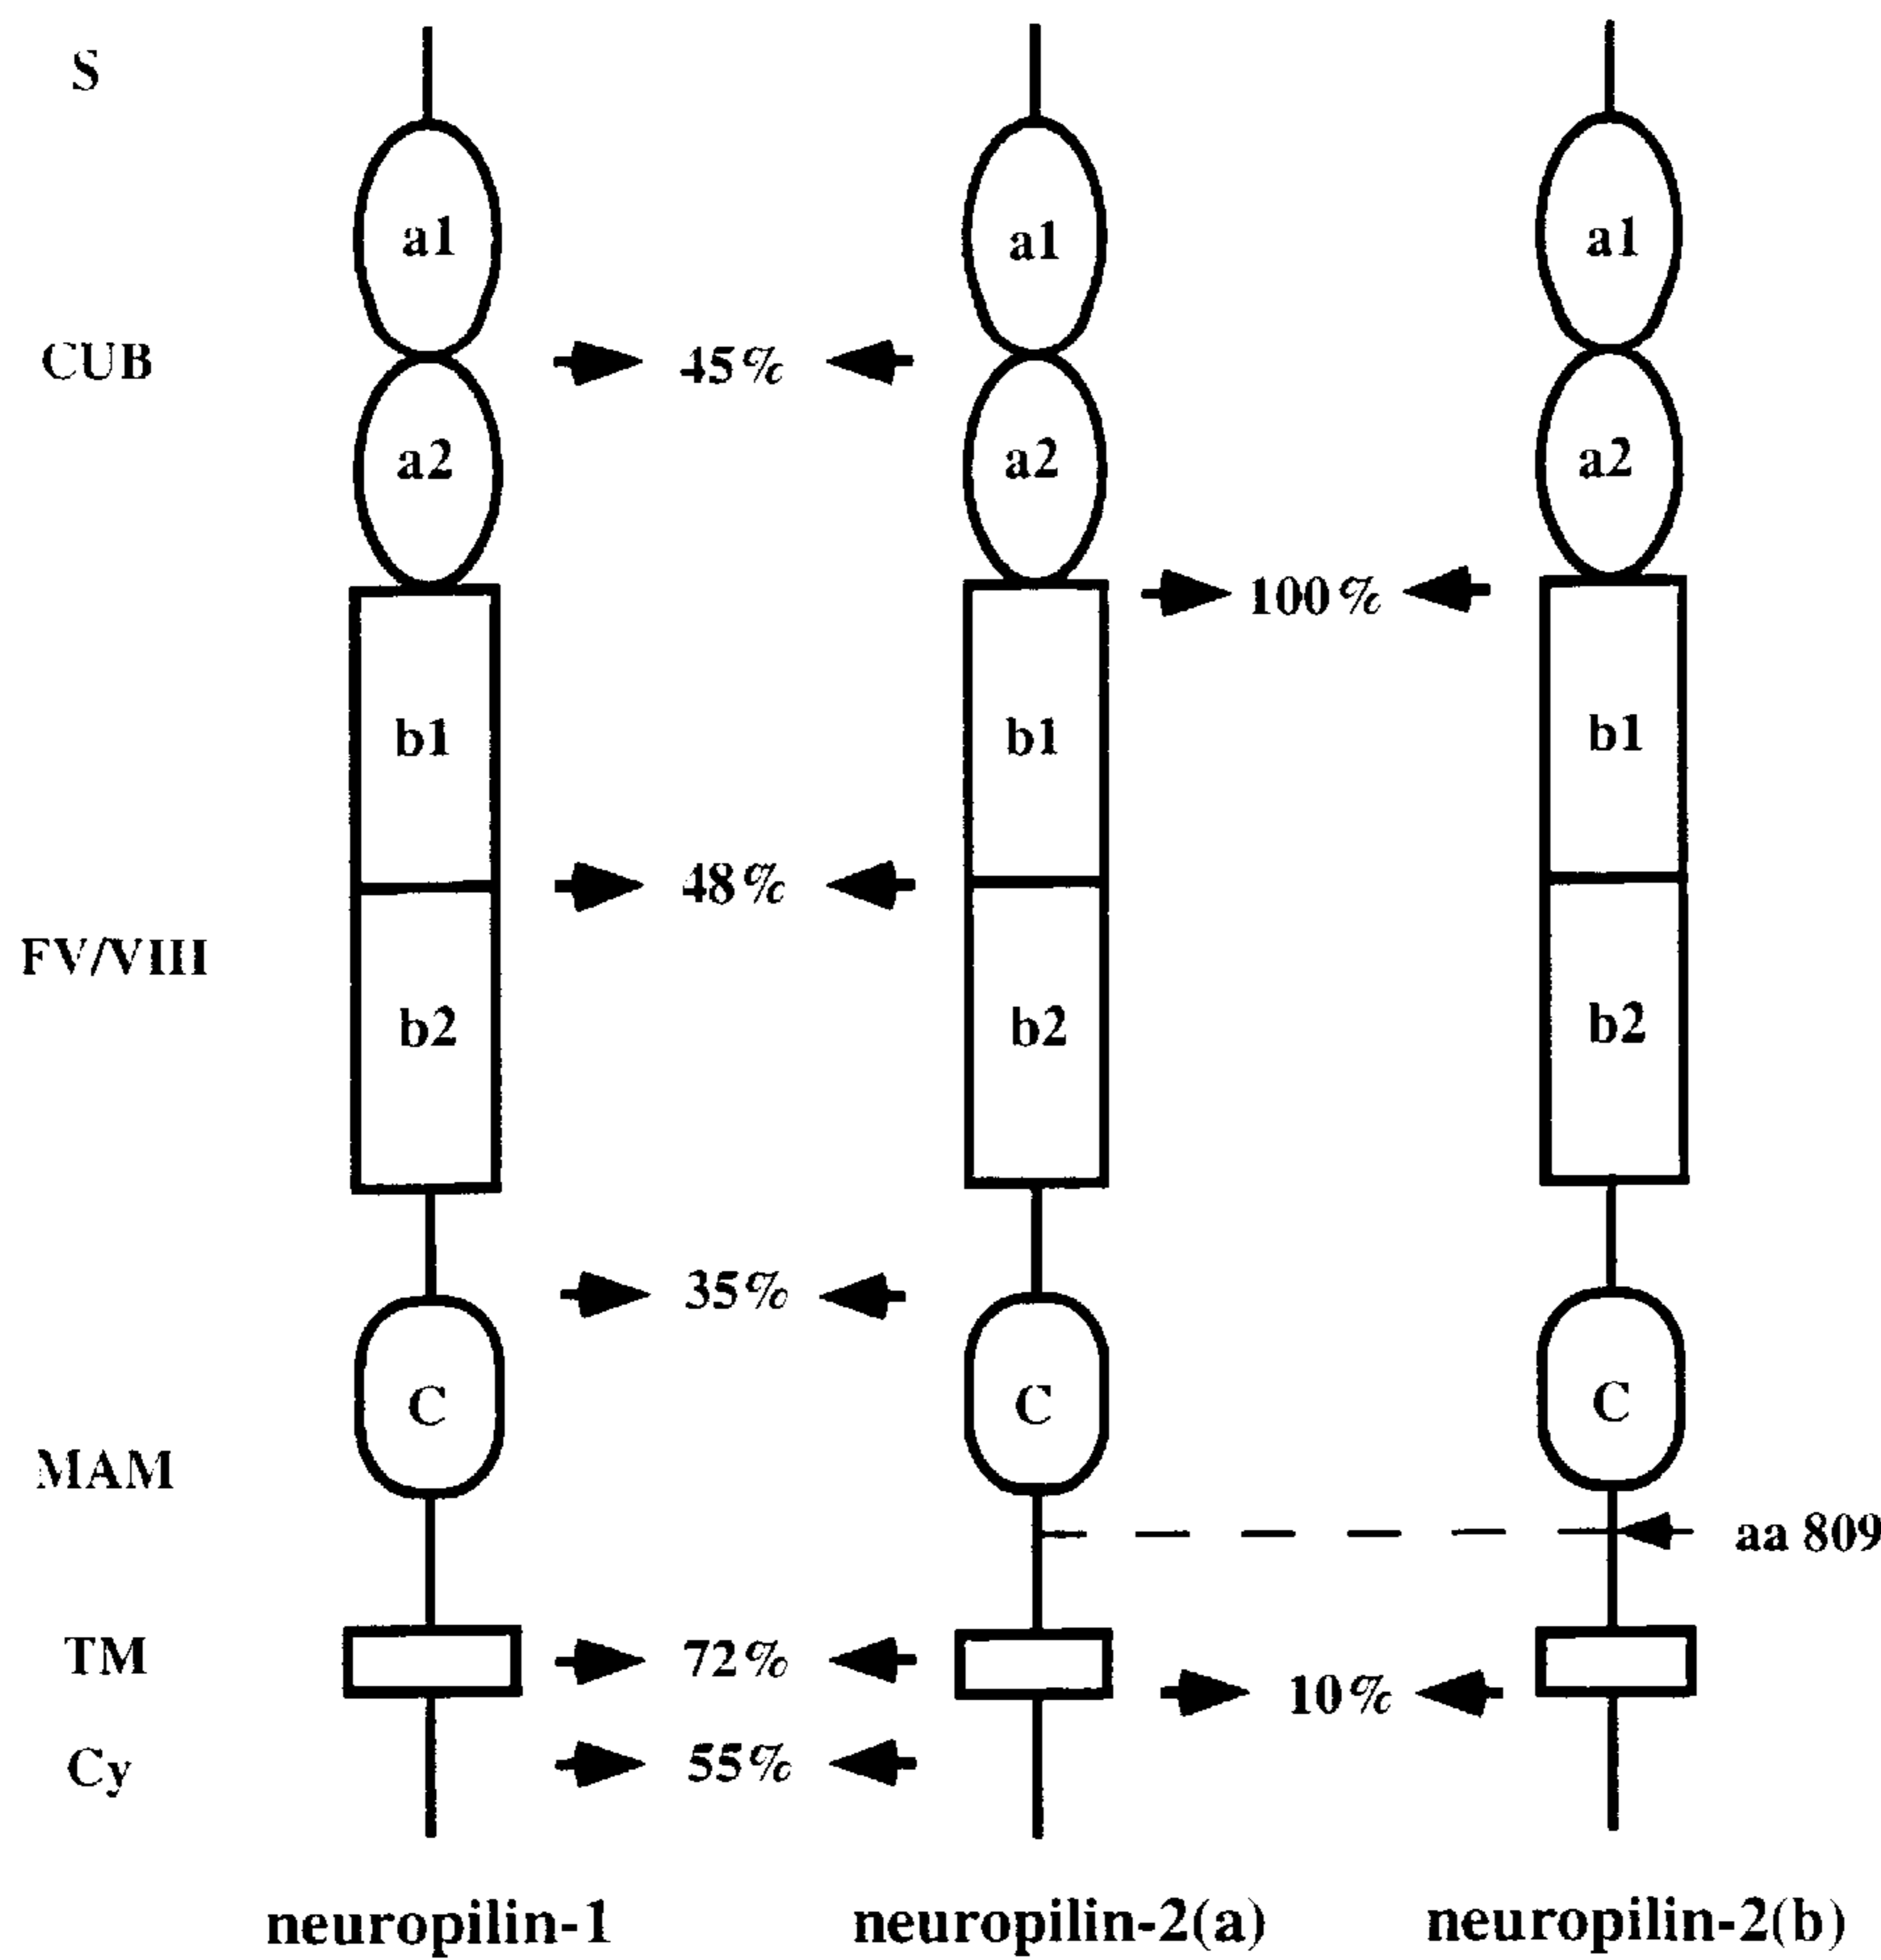 S
a1 a1 a1
CUB 45%
a2 a2 a2
100%
b1 b1 b1
48%
FV/VIII
b2 b2 b2
35%
C C C
MAM
aa 809
TM 72%
10%
Cy 55%
neuropilin-1 neuropilin-2(a) neuropilin-2(b)